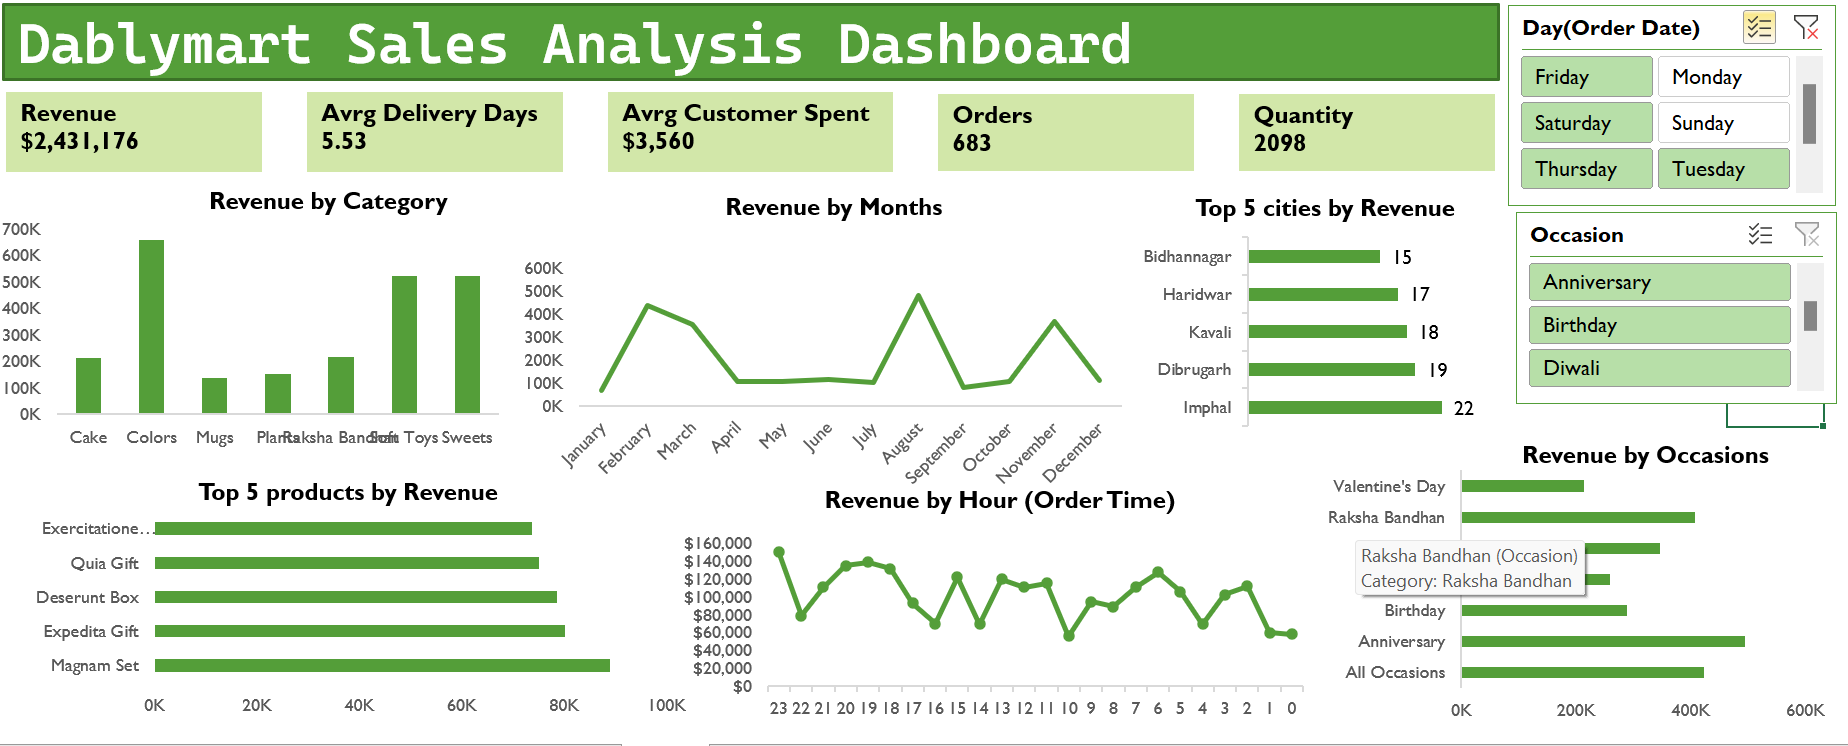 Dablymart Sales Analysis Dashboard
Revenue
$2,431,176
Avrg Delivery Days
5.53
Avrg Customer Spent
$3,560
Orders
683
Quantity
2098
Day(Order Date)
Friday
Monday
Saturday
Sunday
Thursday
Tuesday
Occasion
Anniversary
Birthday
Diwali
Revenue by Category
700K
600K
500K
400K
300K
200K
100K
0K
Cake
Colors
Mugs
Plants
Raksha Bandhan
Soft Toys
Sweets
Revenue by Months
600K
500K
400K
300K
200K
100K
0K
January
February
March
April
May
June
July
August
September
October
November
December
Top 5 cities by Revenue
Bidhannagar 15
Haridwar 17
Kavali 18
Dibrugarh 19
Imphal 22
Top 5 products by Revenue
Exercitatione...
Quia Gift
Deserunt Box
Expedita Gift
Magnam Set
0K 20K 40K 60K 80K 100K
Revenue by Hour (Order Time)
$160,000
$140,000
$120,000
$100,000
$80,000
$60,000
$40,000
$20,000
$0
23 22 21 20 19 18 17 16 15 14 13 12 11 10 9 8 7 6 5 4 3 2 1 0
Revenue by Occasions
Valentine's Day
Raksha Bandhan
Raksha Bandhan (Occasion)
Category: Raksha Bandhan
Birthday
Anniversary
All Occasions
0K 200K 400K 600K